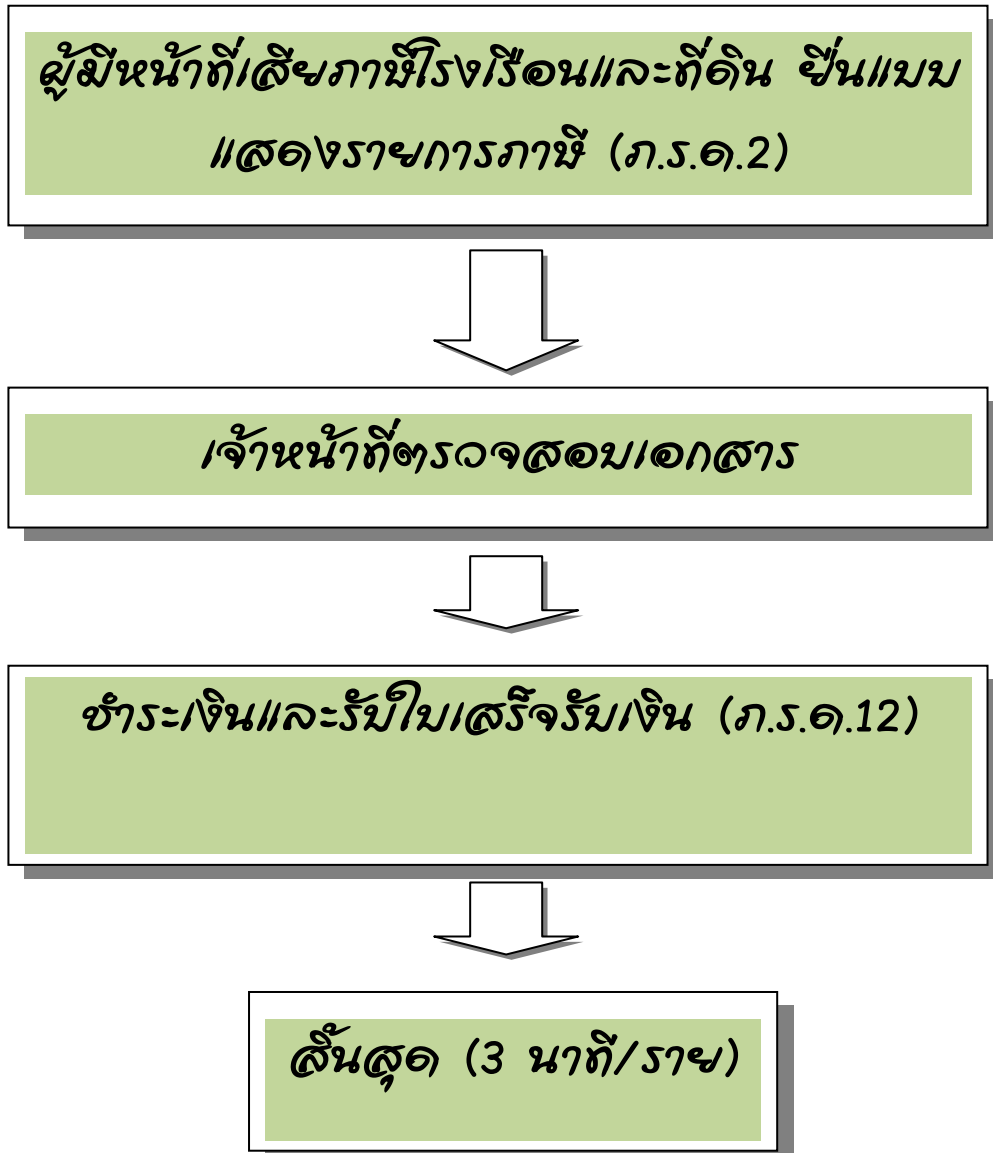 ผู้มีหน้าที่เสียภาษีโรงเรือนและที่ดิน ยื่นแบบ
แสดงรายการภาษี (ภ.ร.ด.2)
เจ้าหน้าที่ตรวจสอบเอกสาร
ชำระเงินและรับใบเสร็จรับเงิน (ภ.ร.ด.12)
สิ้นสุด (3 นาที/ราย)